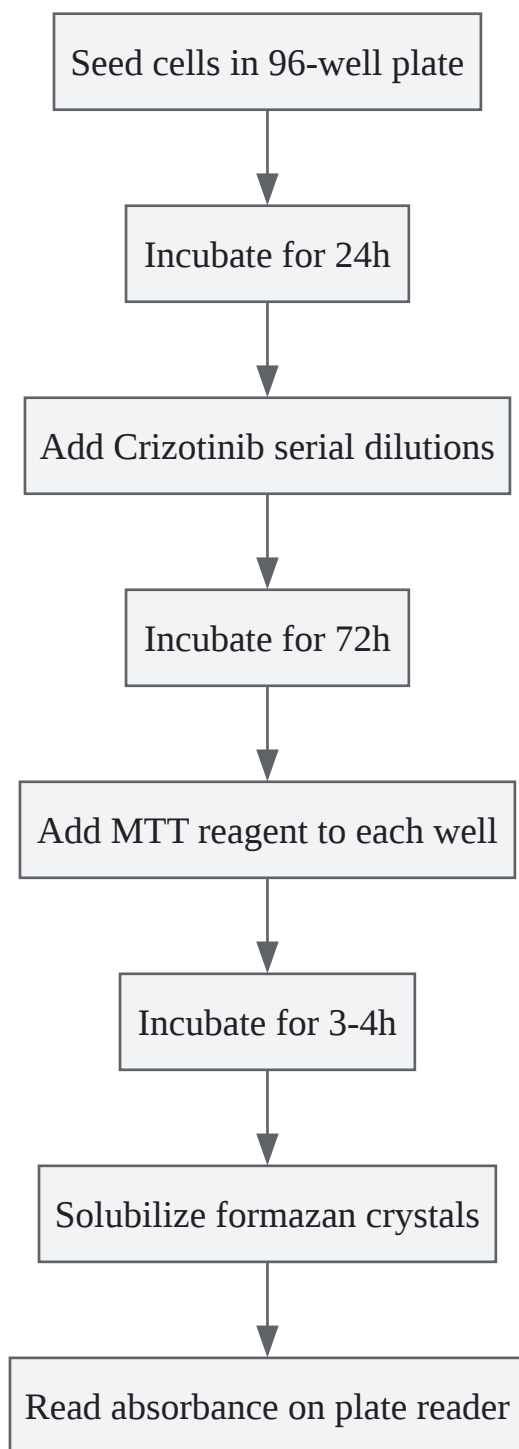 Seed cells in 96-well plate
Incubate for 24h
Add Crizotinib serial dilutions
Incubate for 72h
Add MTT reagent to each well
Incubate for 3-4h
Solubilize formazan crystals
Read absorbance on plate reader